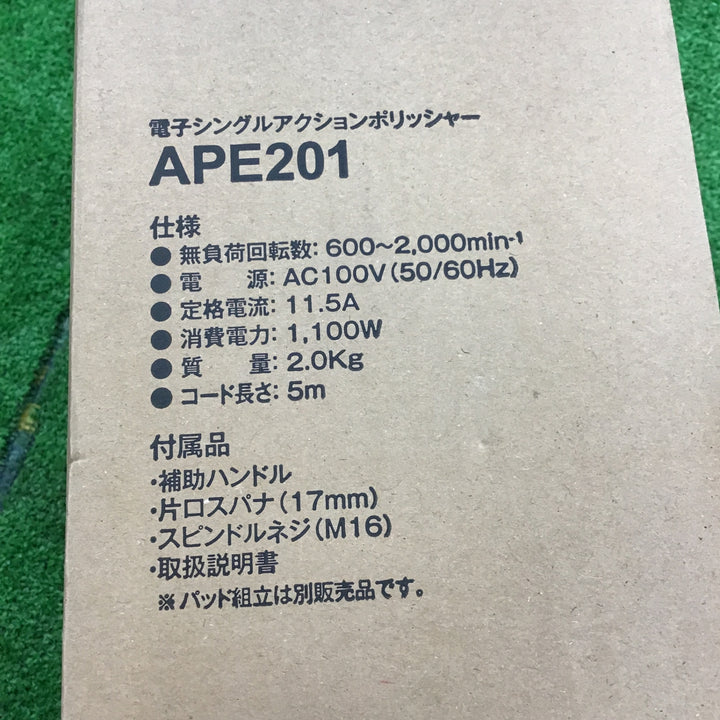 電子シングルアクションポリッシャー
APE201
仕様
● 無負荷回転数: 600～2,000min⁻¹
● 電　　源: AC100V(50/60Hz)
● 定格電流: 11.5A
● 消費電力: 1,100W
● 質　　量: 2.0Kg
● コード長さ: 5m
付属品
・補助ハンドル
・片口スパナ(17mm)
・スピンドルネジ(M16)
・取扱説明書
※パッド組立は別販売品です。